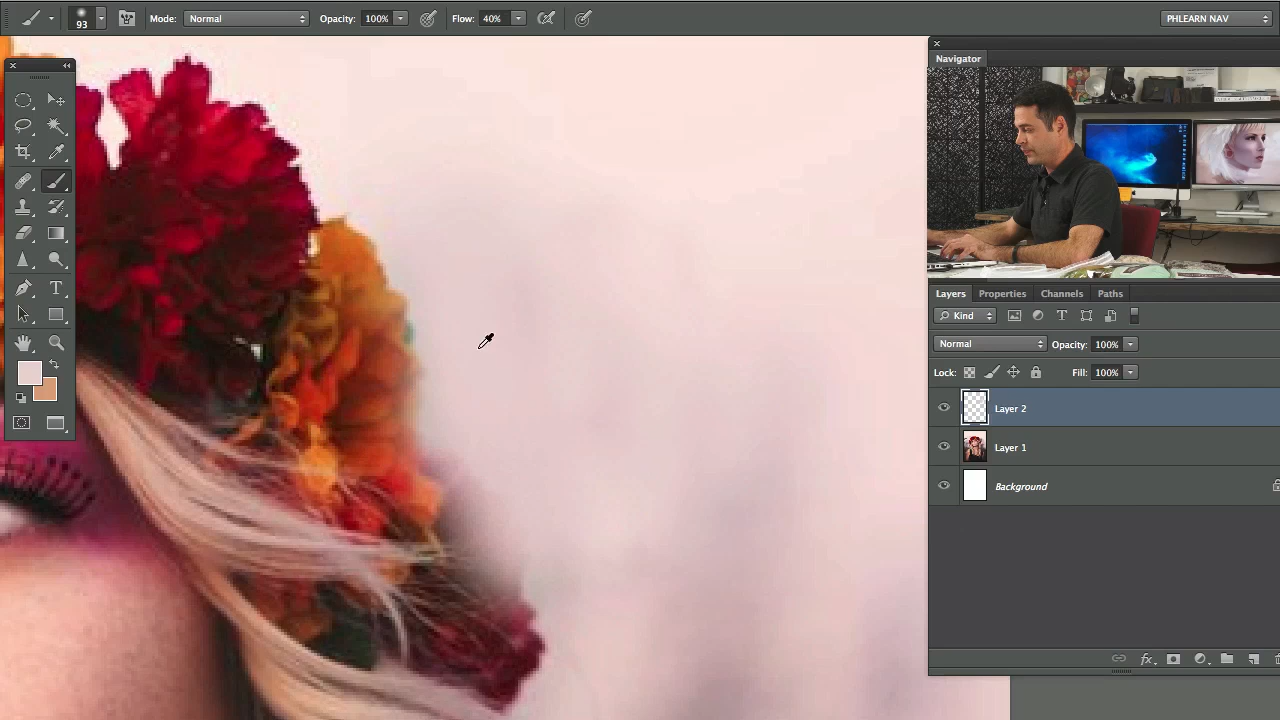 93
Mode: Normal
Opacity: 100%
Flow: 40%
PHLEARN NAV
Navigator
Layers Properties Channels Paths
Kind
Normal Opacity: 100%
Lock: Fill: 100%
Layer 2
Layer 1
Background